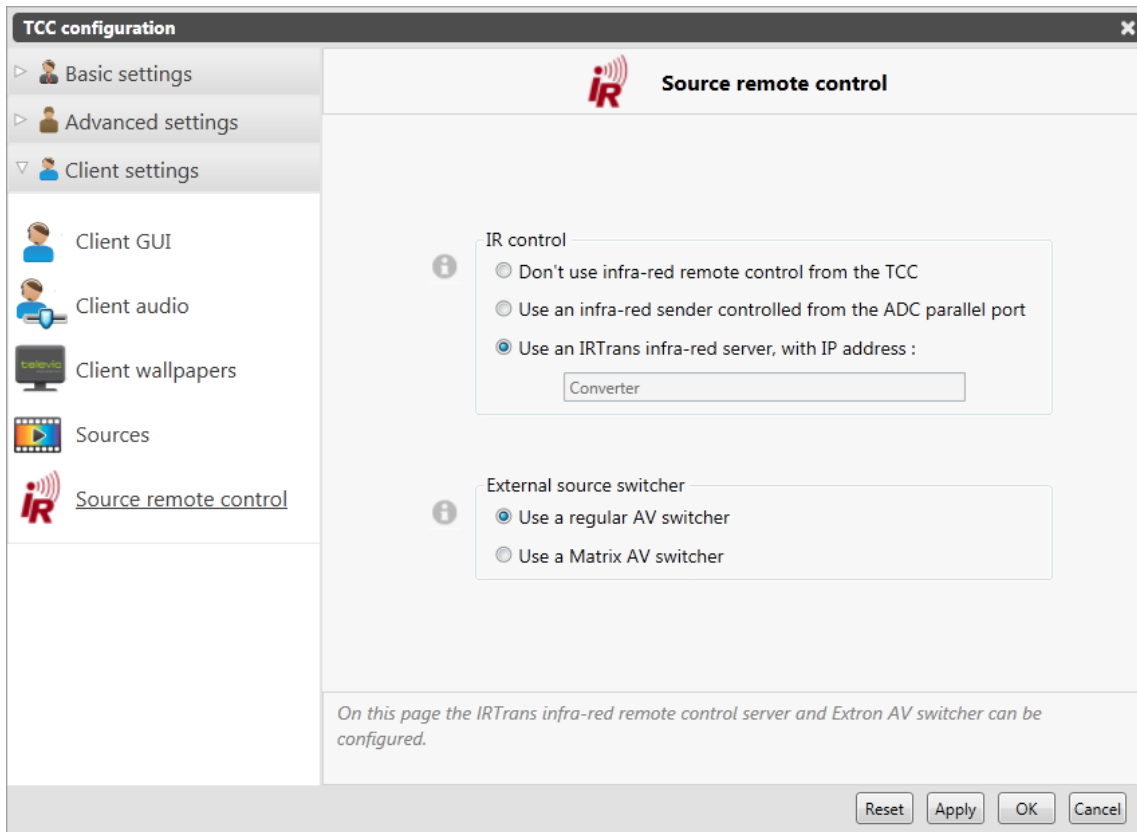 TCC configuration
Basic settings
Advanced settings
Client settings
Client GUI
Client audio
televic
Client wallpapers
Sources
iR
Source remote control
iR
Source remote control
IR control
Don't use infra-red remote control from the TCC
Use an infra-red sender controlled from the ADC parallel port
Use an IRTrans infra-red server, with IP address :
Converter
External source switcher
Use a regular AV switcher
Use a Matrix AV switcher
On this page the IRTrans infra-red remote control server and Extron AV switcher can be
configured.
Reset
Apply
OK
Cancel